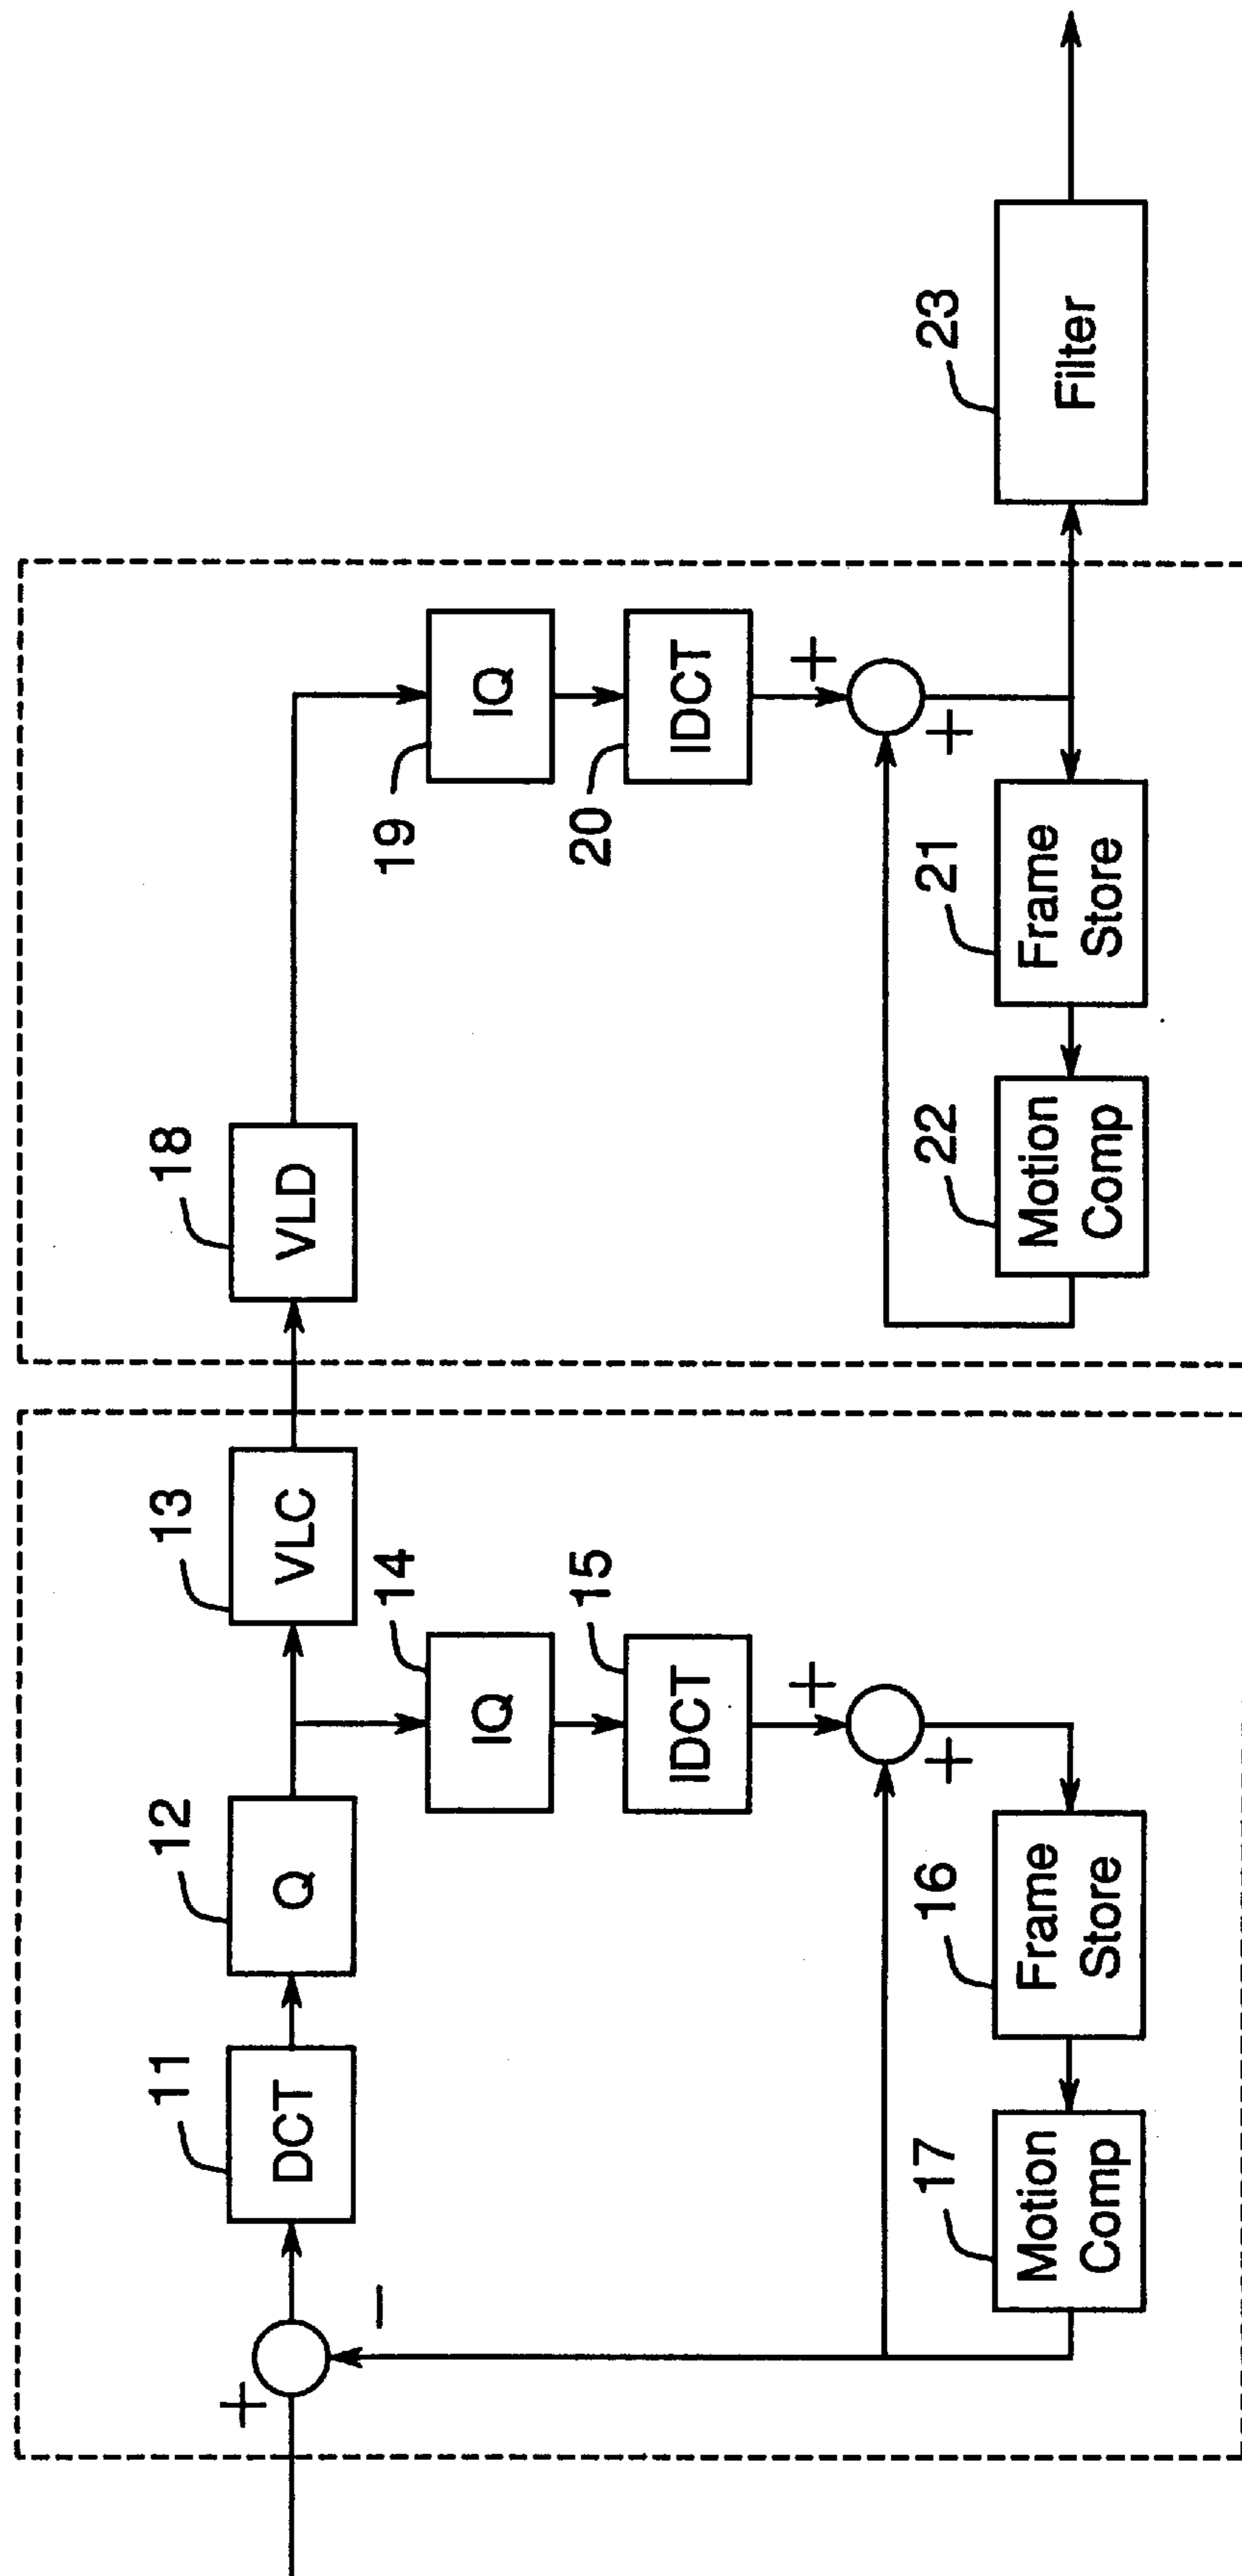 +
−
11
DCT
12
Q
13
VLC
14
IQ
15
IDCT
+
+
16
Frame
Store
17
Motion
Comp
18
VLD
19
IQ
20
IDCT
+
+
21
Frame
Store
22
Motion
Comp
23
Filter